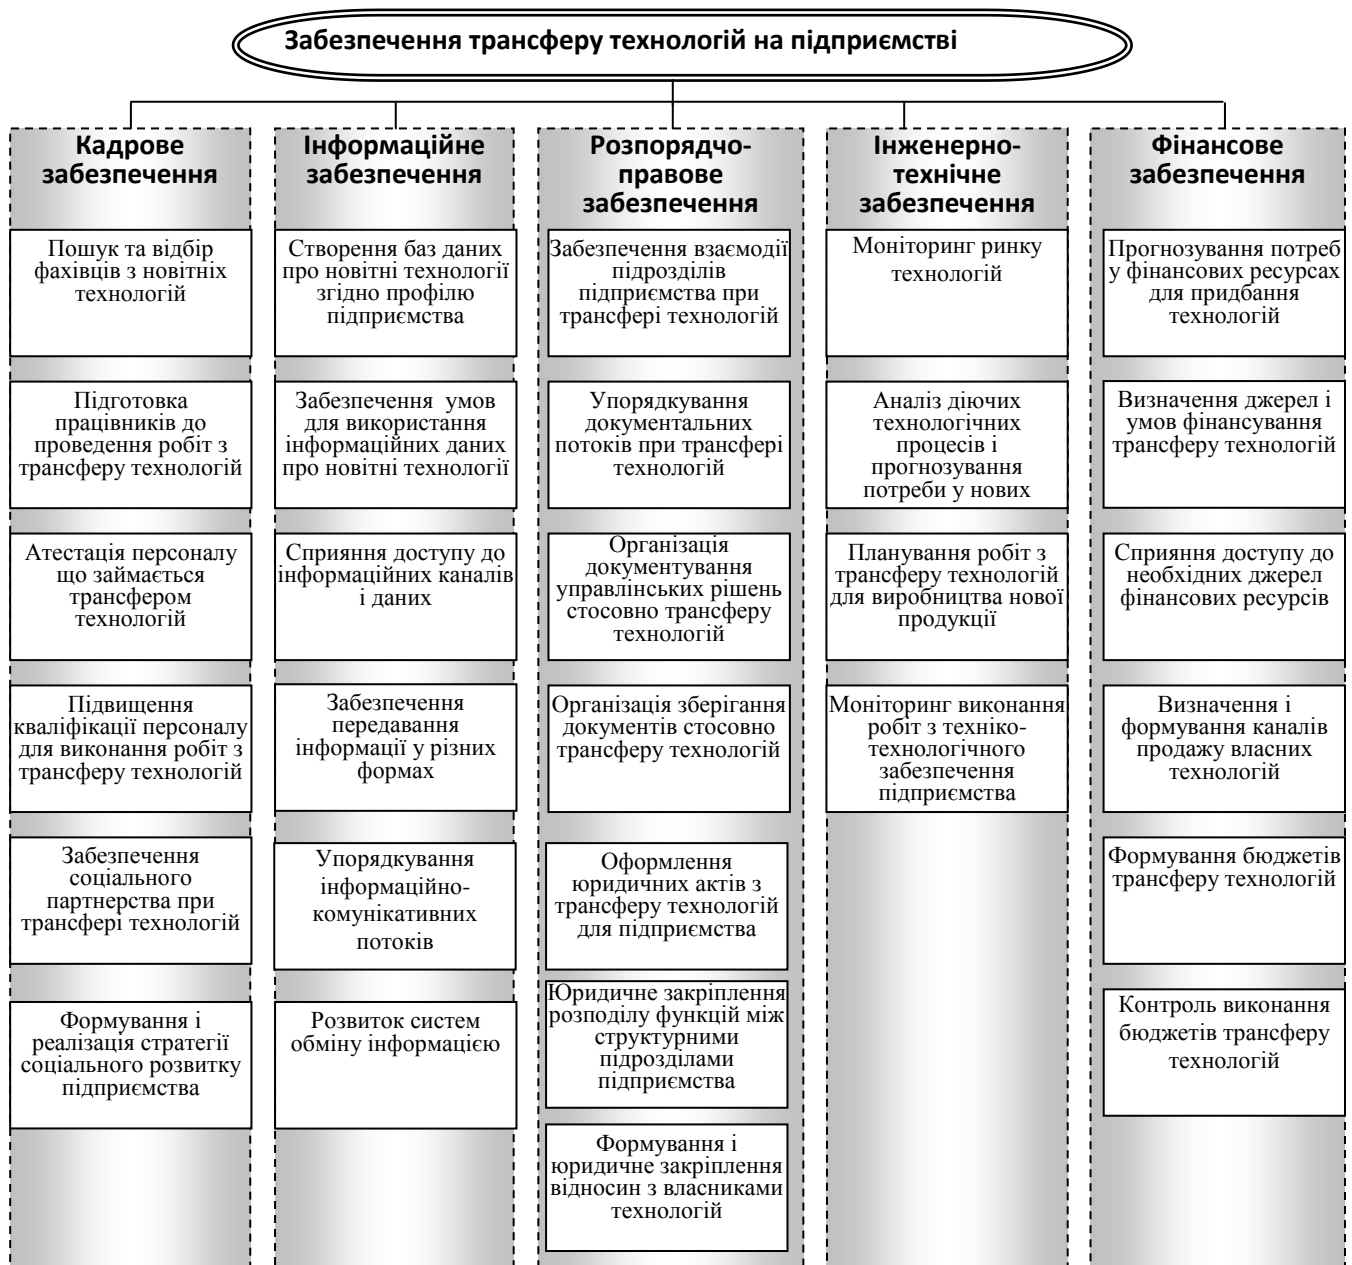 Забезпечення трансферу технологій на підприємстві
Кадрове
забезпечення
Пошук та відбір
фахівців з новітніх
технологій
Підготовка
працівників до
проведення робіт з
трансферу технологій
Атестація персоналу
що займається
трансфером
технологій
Підвищення
кваліфікації персоналу
для виконання робіт з
трансферу технологій
Забезпечення
соціального
партнерства при
трансфері технологій
Формування і
реалізація стратегії
соціального розвитку
підприємства
Інформаційне
забезпечення
Створення баз даних
про новітні технології
згідно профілю
підприємства
Забезпечення умов
для використання
інформаційних даних
про новітні технології
Сприяння доступу до
інформаційних каналів
і даних
Забезпечення
передавання
інформації у різних
формах
Упорядкування
інформаційно-
комунікативних
потоків
Розвиток систем
обміну інформацією
Розпорядчо-
правове
забезпечення
Забезпечення взаємодії
підрозділів
підприємства при
трансфері технологій
Упорядкування
документальних
потоків при трансфері
технологій
Організація
документування
управлінських рішень
стосовно трансферу
технологій
Організація зберігання
документів стосовно
трансферу технологій
Оформлення
юридичних актів з
трансферу технологій
для підприємства
Юридичне закріплення
розподілу функцій між
структурними
підрозділами
підприємства
Формування і
юридичне закріплення
відносин з власниками
технологій
Інженерно-
технічне
забезпечення
Моніторинг ринку
технологій
Аналіз діючих
технологічних
процесів і
прогнозування
потреби у нових
Планування робіт з
трансферу технологій
для виробництва нової
продукції
Моніторинг виконання
робіт з техніко-
технологічного
забезпечення
підприємства
Фінансове
забезпечення
Прогнозування потреб
у фінансових ресурсах
для придбання
технологій
Визначення джерел і
умов фінансування
трансферу технологій
Сприяння доступу до
необхідних джерел
фінансових ресурсів
Визначення і
формування каналів
продажу власних
технологій
Формування бюджетів
трансферу технологій
Контроль виконання
бюджетів трансферу
технологій